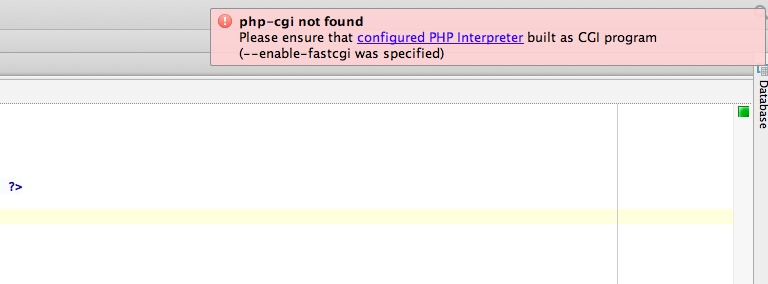 php-cgi not found
Please ensure that configured PHP Interpreter built as CGI program
(--enable-fastcgi was specified)
Database
?>